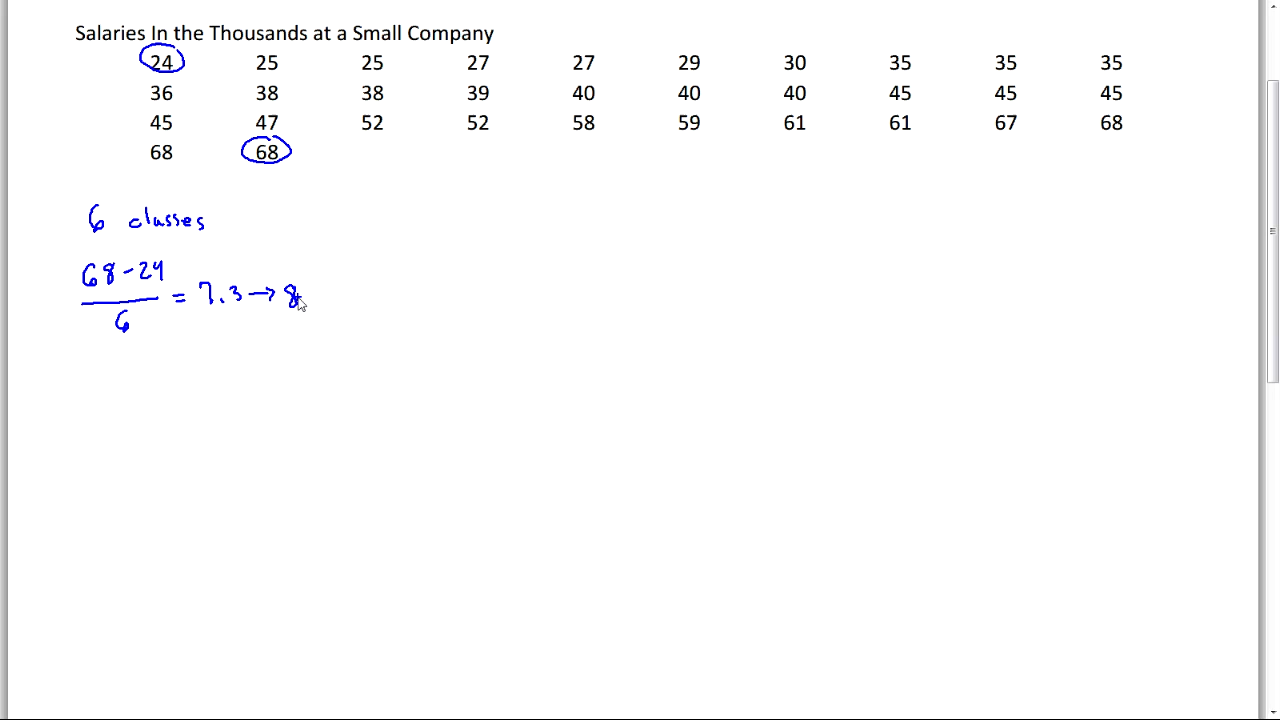 Salaries In the Thousands at a Small Company
24 25 25 27 27 29 30 35 35 35
36 38 38 39 40 40 40 45 45 45
45 47 52 52 58 59 61 61 67 68
68 68
6 classes
68-24
6
= 7.3 → 8